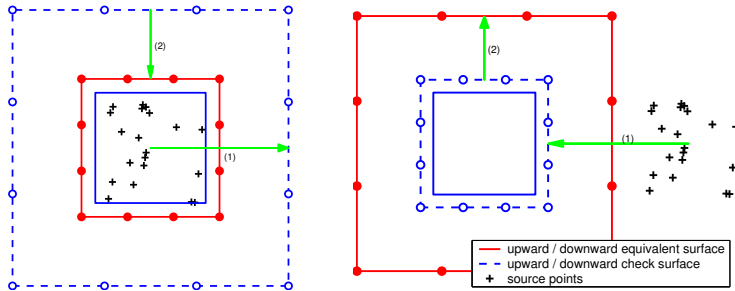 (2)
(1)
(2)
(1)
upward / downward equivalent surface
upward / downward check surface
source points